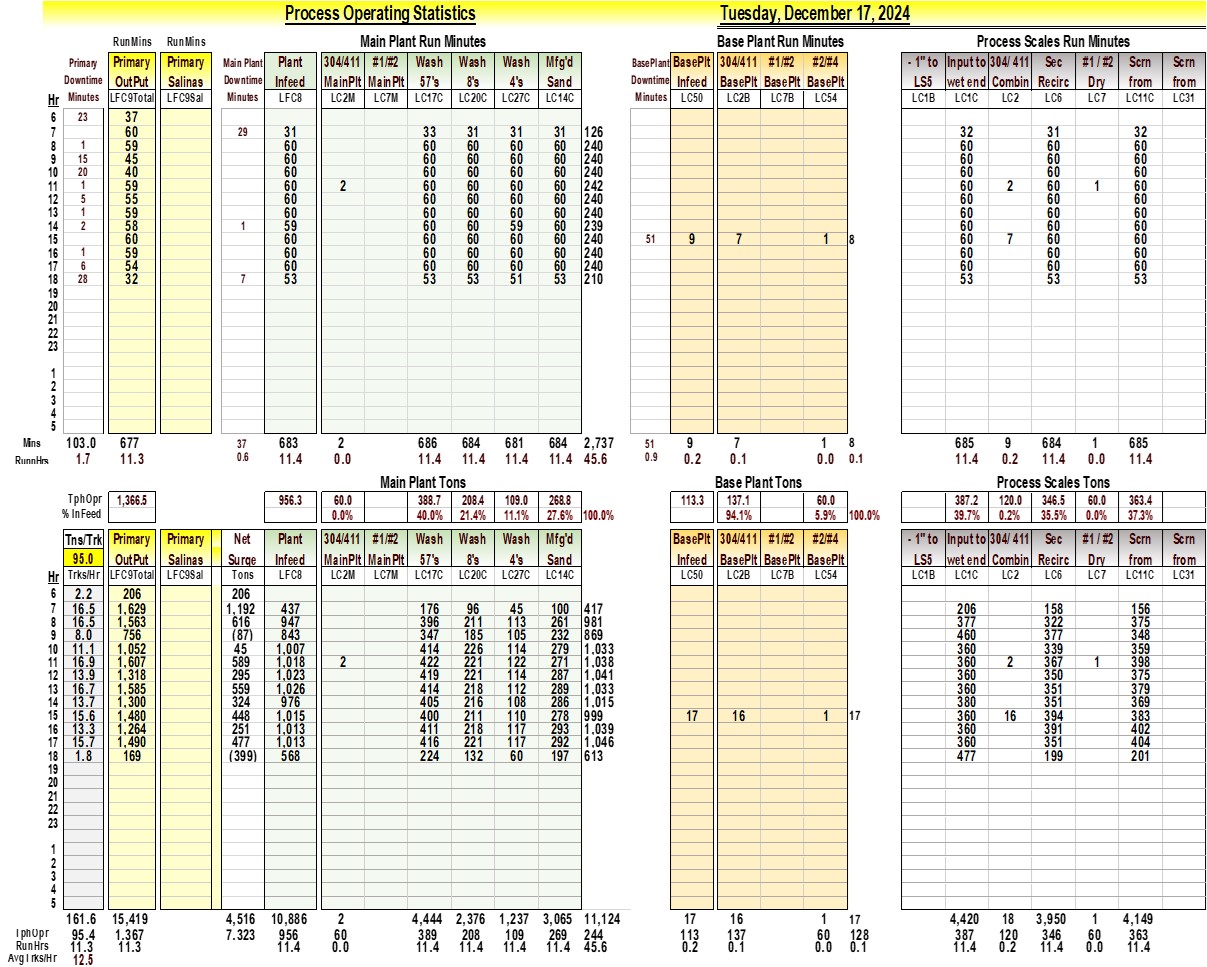 Process Operating Statistics Tuesday, December 17, 2024
RunMins RunMins Main Plant Run Minutes Base Plant Run Minutes Process Scales Run Minutes
Primary Primary Primary Main Plant Plant 304/411 #1/#2 Wash Wash Wash Mfg'd BasePlant BasePlt 304/411 #1/#2 #2/#4 - 1" to Input to 304/ 411 Sec #1 / #2 Scrn Scrn
Downtime OutPut Salinas Downtime Infeed MainPlt MainPlt 57's 8's 4's Sand Downtime Infeed BasePlt BasePlt BasePlt LS5 wet end Combin Recirc Dry from from
Hr Minutes LFC9Total LFC9Sal Minutes LFC8 LC2M LC7M LC17C LC20C LC27C LC14C Minutes LC50 LC2B LC7B LC54 LC1B LC1C LC2 LC6 LC7 LC11C LC31
6 23 37
7 60 29 31 33 31 31 31 126 32 31 32
8 1 59 60 60 60 60 60 240 60 60 60
9 15 45 60 60 60 60 60 240 60 60 60
10 20 40 60 60 60 60 60 240 60 60 60
11 1 59 60 2 60 60 60 60 242 60 2 60 1 60
12 5 55 60 60 60 60 60 240 60 60 60
13 1 59 60 60 60 60 60 240 60 60 60
14 2 58 1 59 60 60 59 60 239 60 60 60
15 60 60 60 60 60 60 240 51 9 7 1 8 60 7 60 60
16 1 59 60 60 60 60 60 240 60 60 60
17 6 54 60 60 60 60 60 240 60 60 60
18 28 32 7 53 53 53 51 53 210 53 53 53
19
20
21
22
23
1
2
3
4
5
Mins 103.0 677 37 683 2 686 684 681 684 2,737 51 9 7 1 8 685 9 684 1 685
RunnHrs 1.7 11.3 0.6 11.4 0.0 11.4 11.4 11.4 11.4 45.6 0.9 0.2 0.1 0.0 0.1 11.4 0.2 11.4 0.0 11.4
Main Plant Tons Base Plant Tons Process Scales Tons
TphOpr 1,366.5 956.3 60.0 388.7 208.4 109.0 268.8 113.3 137.1 60.0 387.2 120.0 346.5 60.0 363.4
% InFeed 0.0% 40.0% 21.4% 11.1% 27.6% 100.0% 94.1% 5.9% 100.0% 39.7% 0.2% 35.5% 0.0% 37.3%
Tns/Trk Primary Primary Net Plant 304/411 #1/#2 Wash Wash Wash Mfg'd BasePlt 304/411 #1/#2 #2/#4 - 1" to Input to 304/ 411 Sec #1 / #2 Scrn Scrn
95.0 OutPut Salinas Surge Infeed MainPlt MainPlt 57's 8's 4's Sand Infeed BasePlt BasePlt BasePlt LS5 wet end Combin Recirc Dry from from
Hr Trks/Hr LFC9Total LFC9Sal Tons LFC8 LC2M LC7M LC17C LC20C LC27C LC14C LC50 LC2B LC7B LC54 LC1B LC1C LC2 LC6 LC7 LC11C LC31
6 2.2 206 206
7 16.5 1,629 1,192 437 176 96 45 100 417 206 158 156
8 16.5 1,563 616 947 396 211 113 261 981 377 322 375
9 8.0 756 (87) 843 347 185 105 232 869 460 377 348
10 11.1 1,052 45 1,007 414 226 114 279 1,033 360 339 359
11 16.9 1,607 589 1,018 2 422 221 122 271 1,038 360 2 367 1 398
12 13.9 1,318 295 1,023 419 221 114 287 1,041 360 350 375
13 16.7 1,585 559 1,026 414 218 112 289 1,033 360 351 379
14 13.7 1,300 324 976 405 216 108 286 1,015 380 351 369
15 15.6 1,480 448 1,015 400 211 110 278 999 17 16 1 17 360 16 394 383
16 13.3 1,264 251 1,013 411 218 117 293 1,039 360 391 402
17 15.7 1,490 477 1,013 416 221 117 292 1,046 360 351 404
18 1.8 169 (399) 568 224 132 60 197 613 477 199 201
19
20
21
22
23
1
2
3
4
5
161.6 15,419 4,516 10,886 2 4,444 2,376 1,237 3,065 11,124 17 16 1 17 4,420 18 3,950 1 4,149
TphOpr 95.4 1,367 7.323 956 60 389 208 109 269 244 113 137 60 128 387 120 346 60 363
RunHrs 11.3 11.3 11.4 0.0 11.4 11.4 11.4 11.4 45.6 0.2 0.1 0.0 0.1 11.4 0.2 11.4 0.0 11.4
AvgTrks/Hr 12.5